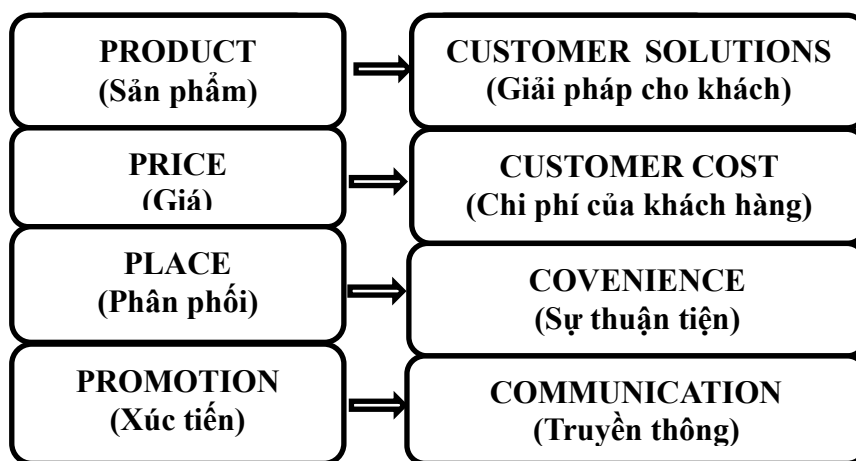 PRODUCT
(Sản phẩm)
CUSTOMER SOLUTIONS
(Giải pháp cho khách)
PRICE
(Giá)
CUSTOMER COST
(Chi phí của khách hàng)
PLACE
(Phân phối)
COVENIENCE
(Sự thuận tiện)
PROMOTION
(Xúc tiến)
COMMUNICATION
(Truyền thông)